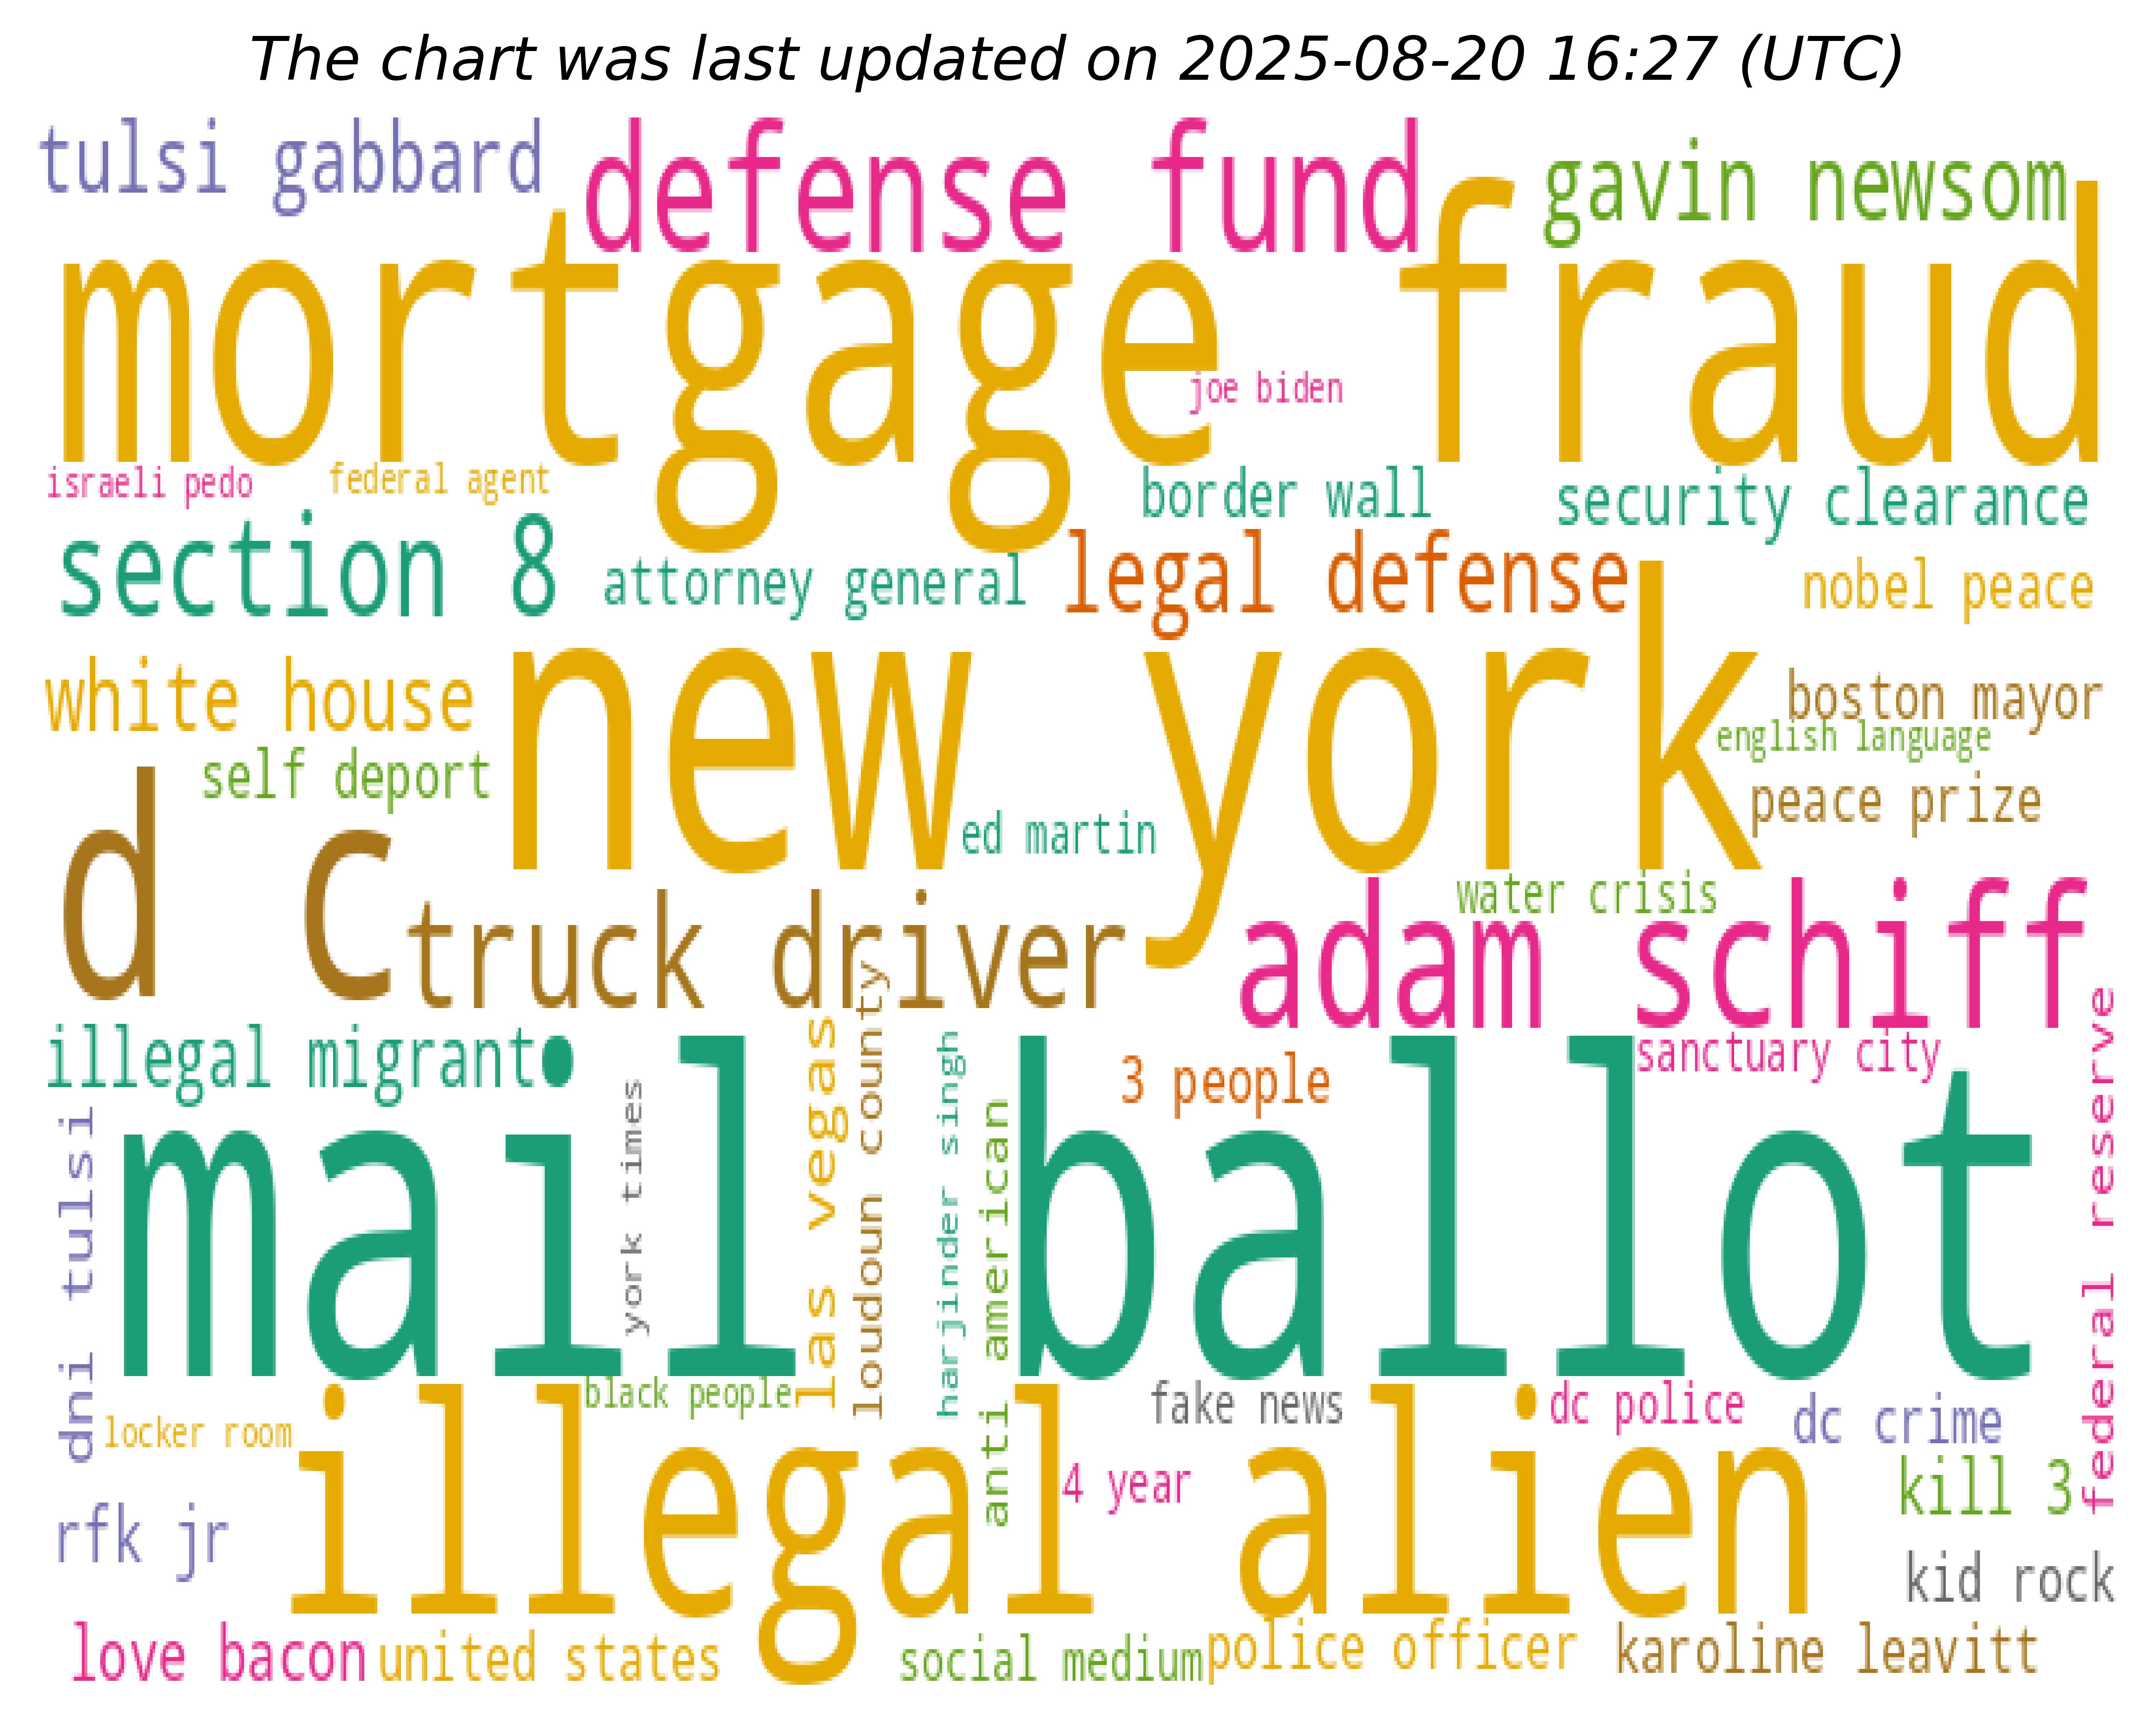 The chart was last updated on 2025-08-20 16:27 (UTC)
tulsi gabbard
defense fund
gavin newsom
mortgage fraud
joe biden
israeli pedo
federal agent
border wall
security clearance
section 8
attorney general
legal defense
nobel peace
white house
new york
boston mayor
english language
self deport
peace prize
ed martin
d c
truck driver
water crisis
adam schiff
illegal migrant
3 people
sanctuary city
federal reserve
dni tulsi
mail ballot
york times
las vegas
loudoun county
harjinder singh
anti american
black people
fake news
dc police
dc crime
locker room
illegal alien
4 year
kill 3
rfk jr
kid rock
love bacon
united states
social medium
police officer
karoline leavitt